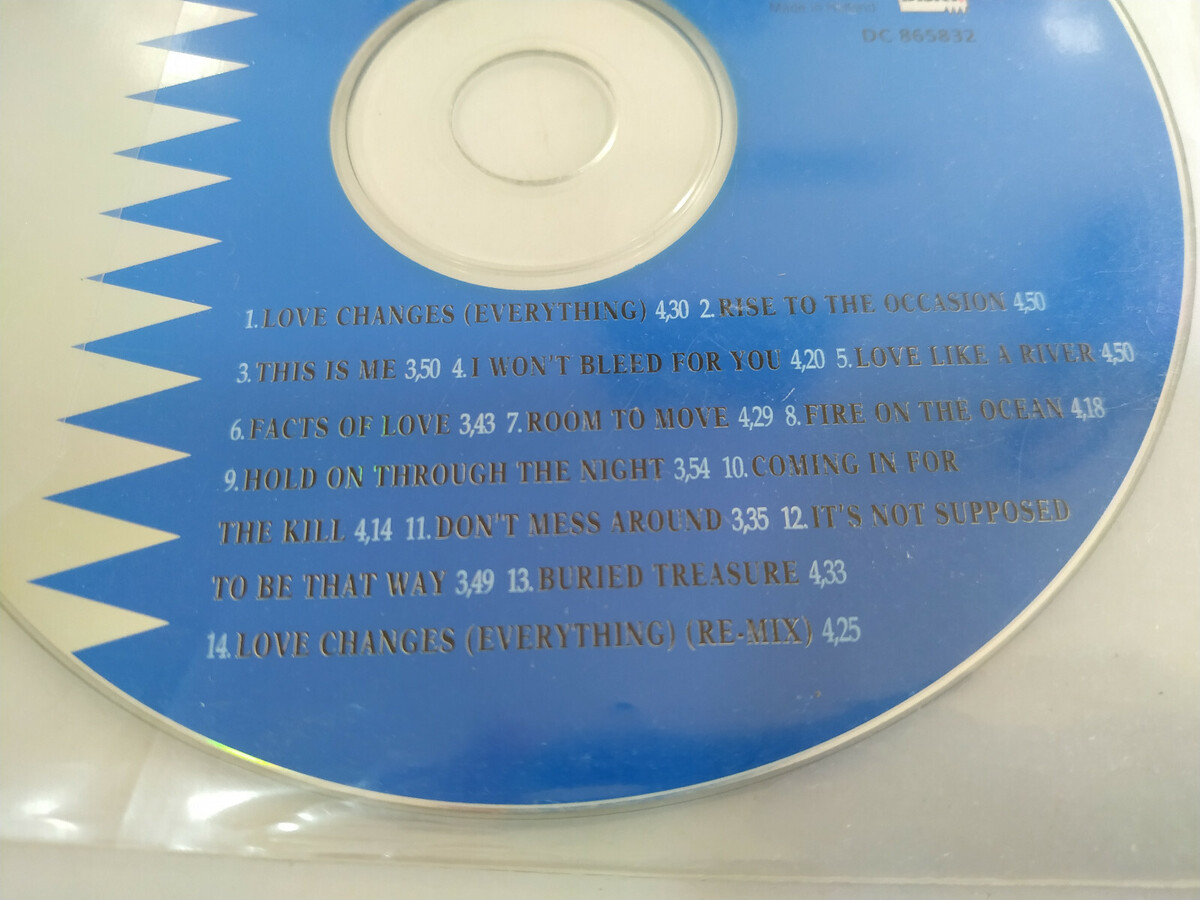 Made in Holland
DC 865832
1. LOVE CHANGES (EVERYTHING) 4,30 2. RISE TO THE OCCASION 4,50
3. THIS IS ME 3,50 4. I WON'T BLEED FOR YOU 4,20 5. LOVE LIKE A RIVER 4,50
6. FACTS OF LOVE 3,43 7. ROOM TO MOVE 4,29 8. FIRE ON THE OCEAN 4,18
9. HOLD ON THROUGH THE NIGHT 3,54 10. COMING IN FOR
THE KILL 4,14 11. DON'T MESS AROUND 3,35 12. IT'S NOT SUPPOSED
TO BE THAT WAY 3,49 13. BURIED TREASURE 4,33
14. LOVE CHANGES (EVERYTHING) (RE-MIX) 4,25